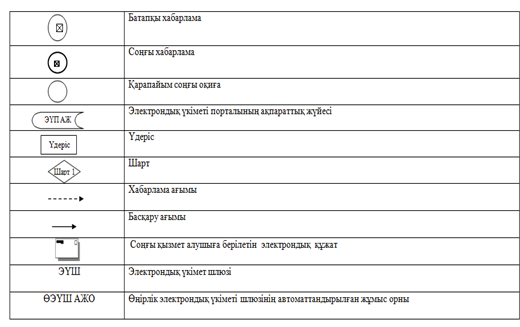 Батапқы хабарлама
Соңғы хабарлама
Қарапайым соңғы оқиға
ЭҮП АЖ
Электрондық үкіметі порталының ақпараттық жүйесі
Үдеріс
Үдеріс
Шарт 1
Шарт
Хабарлама ағымы
Басқару ағымы
Соңғы қызмет алушыға берілетін электрондық құжат
ЭҮШ
Электрондық үкімет шлюзі
ӨЭҮШ АЖО
Өңірлік электрондық үкіметі шлюзінің автоматтандырылған жұмыс орны